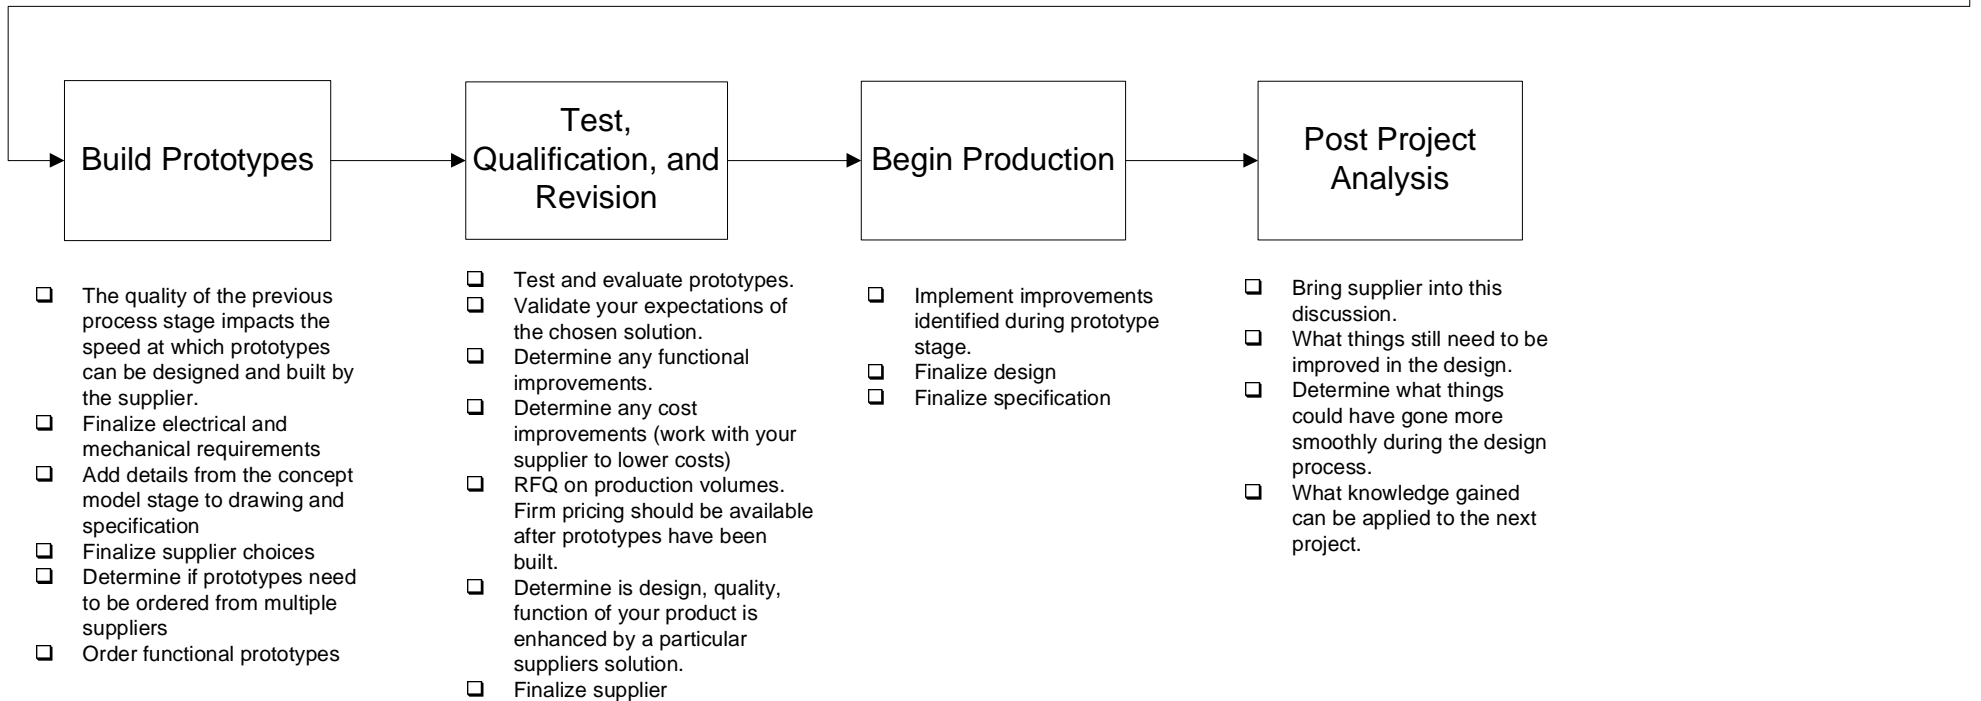 Build Prototypes
Test,
Qualification, and
Revision
Begin Production
Post Project
Analysis
The quality of the previous
process stage impacts the
speed at which prototypes
can be designed and built by
the supplier.
Finalize electrical and
mechanical requirements
Add details from the concept
model stage to drawing and
specification
Finalize supplier choices
Determine if prototypes need
to be ordered from multiple
suppliers
Order functional prototypes
Test and evaluate prototypes.
Validate your expectations of
the chosen solution.
Determine any functional
improvements.
Determine any cost
improvements (work with your
supplier to lower costs)
RFQ on production volumes.
Firm pricing should be available
after prototypes have been
built.
Determine is design, quality,
function of your product is
enhanced by a particular
suppliers solution.
Finalize supplier
Implement improvements
identified during prototype
stage.
Finalize design
Finalize specification
Bring supplier into this
discussion.
What things still need to be
improved in the design.
Determine what things
could have gone more
smoothly during the design
process.
What knowledge gained
can be applied to the next
project.